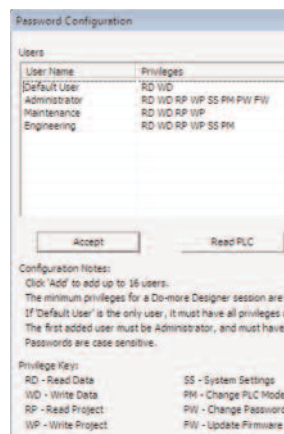 Password Configuration
Users
User Name Privileges
Default User RD WD
Administrator RD WD RP WP SS PM PW FW
Maintenance RD WD RP WP
Engineering RD WD RP WP SS PM
Accept Read PLC
Configuration Notes:
Click 'Add' to add up to 16 users.
The minimum privileges for a Do-more Designer session are
If 'Default User' is the only user, it must have all privileges
The first added user must be Administrator, and must have
Passwords are case sensitive.
Privilege Key:
RD - Read Data SS - System Settings
WD - Write Data PM - Change PLC Mode
RP - Read Project PW - Change Password
WP - Write Project FW - Update Firmware